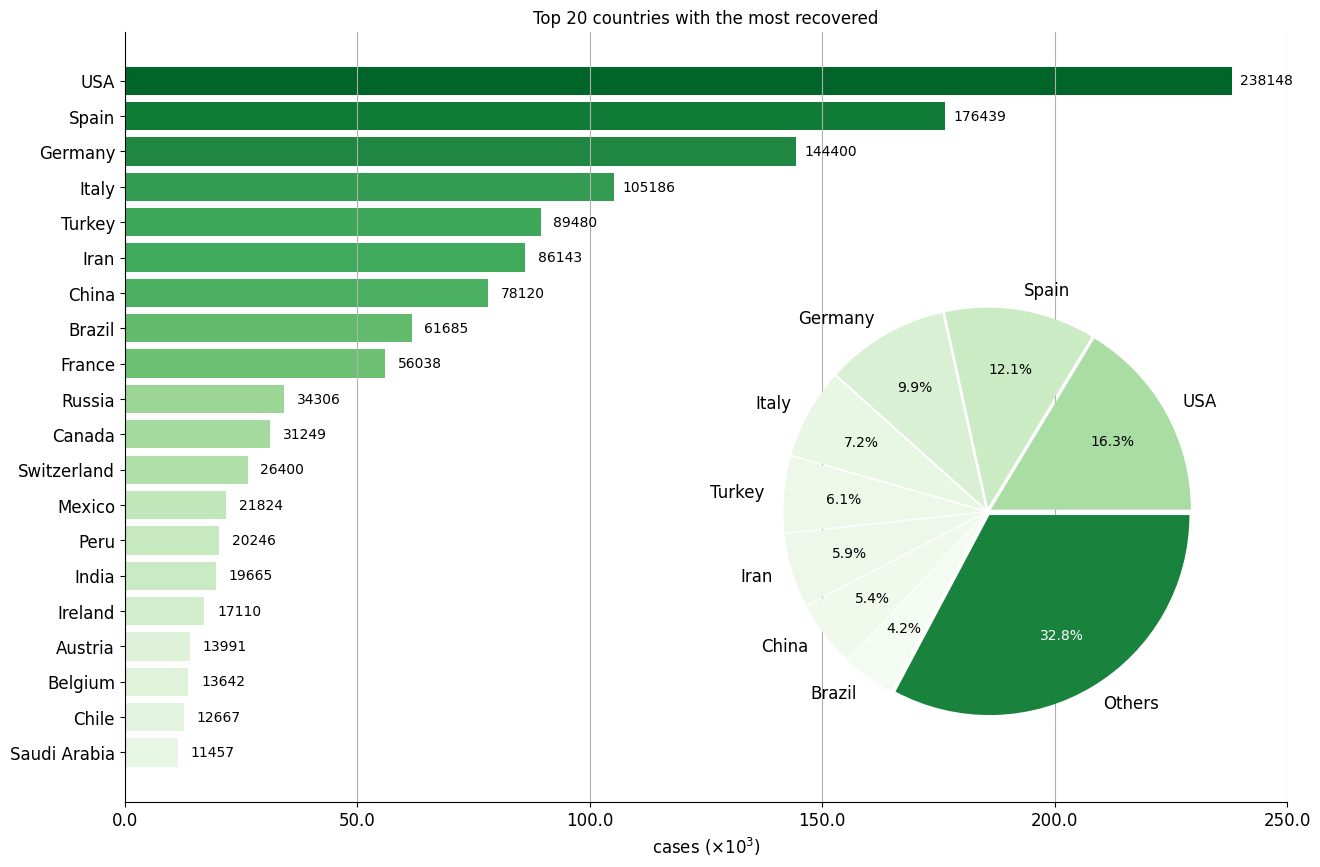 Top 20 countries with the most recovered
USA 238148
Spain 176439
Germany 144400
Italy 105186
Turkey 89480
Iran 86143
China 78120
Brazil 61685
France 56038
Russia 34306
Canada 31249
Switzerland 26400
Mexico 21824
Peru 20246
India 19665
Ireland 17110
Austria 13991
Belgium 13642
Chile 12667
Saudi Arabia 11457
0.0 50.0 100.0 150.0 200.0 250.0
cases (×10³)
USA 16.3%
Spain 12.1%
Germany 9.9%
Italy 7.2%
Turkey 6.1%
Iran 5.9%
China 5.4%
Brazil 4.2%
Others 32.8%